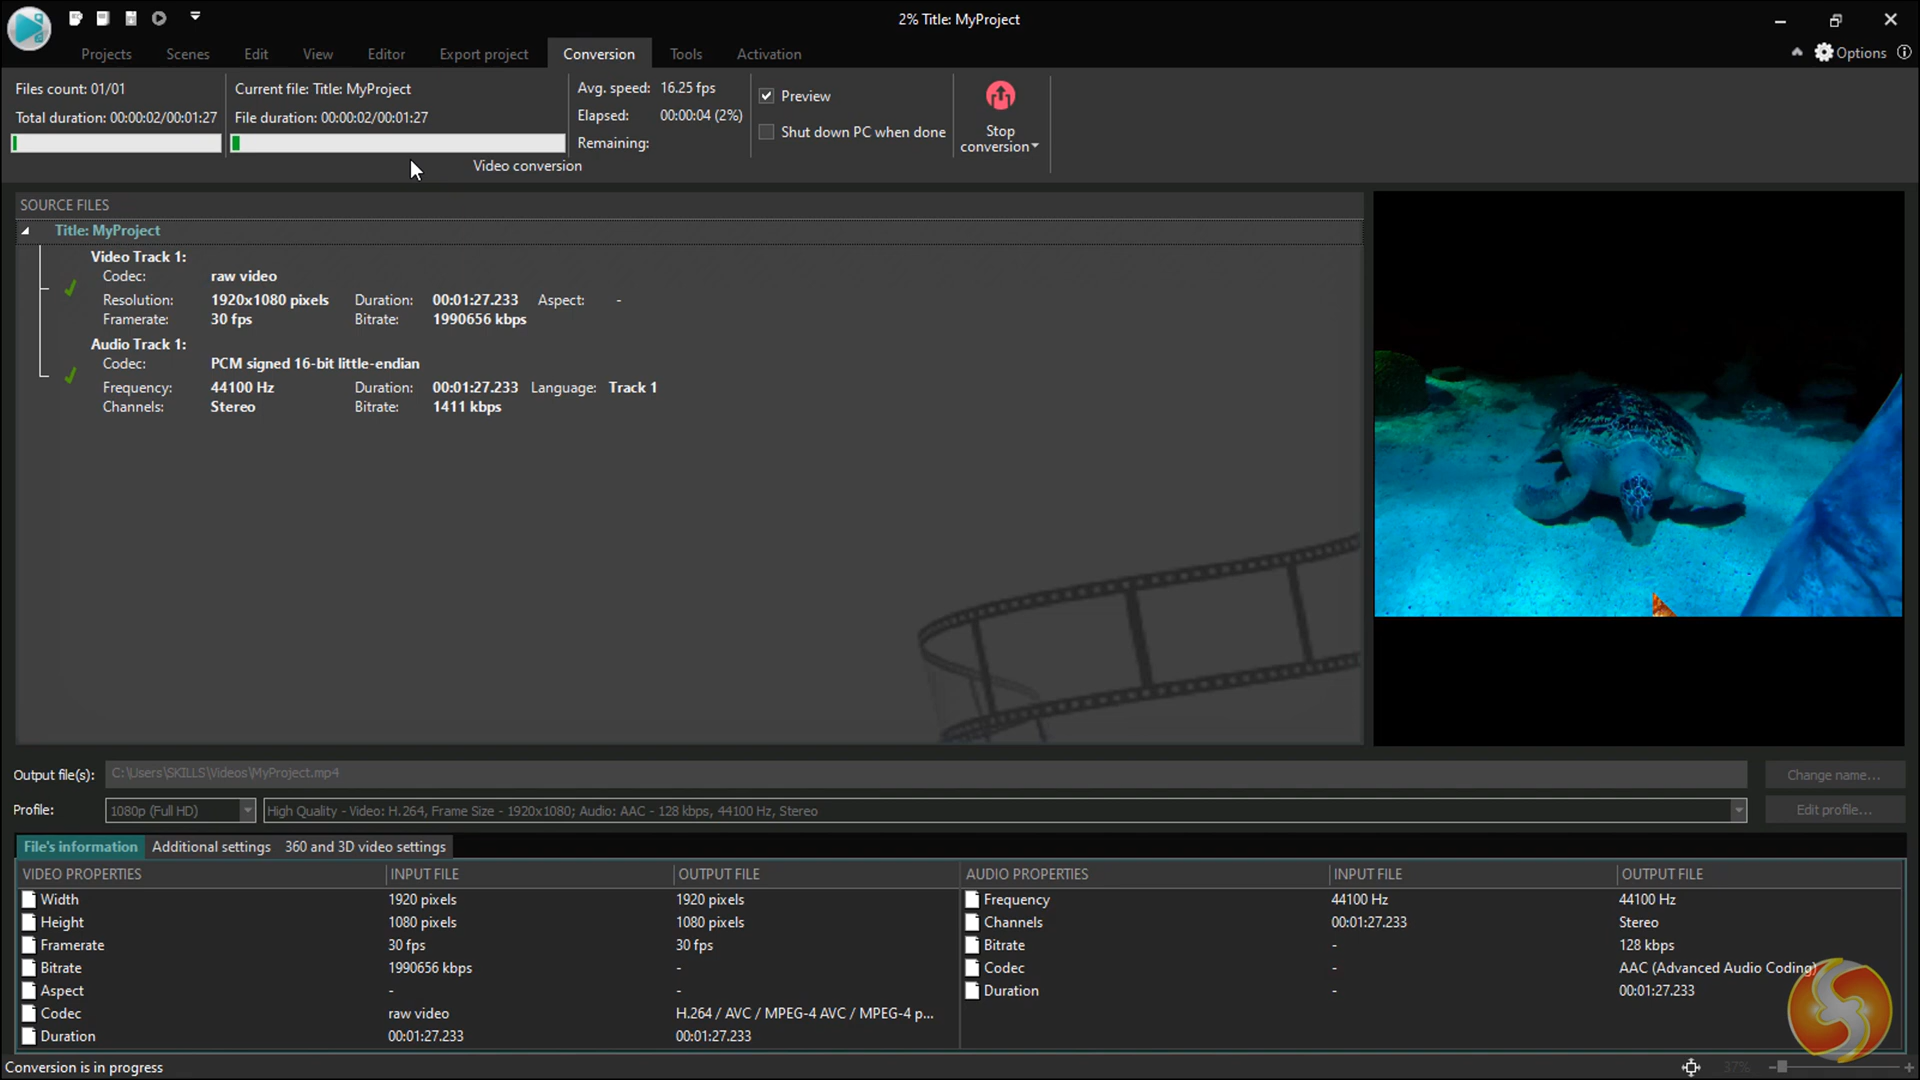 2% Title: MyProject
Projects Scenes Edit View Editor Export project Conversion Tools Activation Options
Files count: 01/01
Total duration: 00:00:02/00:01:27
Current file: Title: MyProject
File duration: 00:00:02/00:01:27
Avg. speed: 16.25 fps
Elapsed: 00:00:04 (2%)
Remaining:
Preview
Shut down PC when done
Stop
conversion
Video conversion
SOURCE FILES
Title: MyProject
Video Track 1:
Codec: raw video
Resolution: 1920x1080 pixels Duration: 00:01:27.233 Aspect: -
Framerate: 30 fps Bitrate: 1990656 kbps
Audio Track 1:
Codec: PCM signed 16-bit little-endian
Frequency: 44100 Hz Duration: 00:01:27.233 Language: Track 1
Channels: Stereo Bitrate: 1411 kbps
Output file(s): C:\Users\SKILLS\Videos\MyProject.mp4 Change name...
Profile: 1080p (Full HD) High Quality - Video: H.264, Frame Size - 1920x1080; Audio: AAC - 128 kbps, 44100 Hz, Stereo Edit profile...
File's information Additional settings 360 and 3D video settings
VIDEO PROPERTIES INPUT FILE OUTPUT FILE AUDIO PROPERTIES INPUT FILE OUTPUT FILE
Width 1920 pixels 1920 pixels Frequency 44100 Hz 44100 Hz
Height 1080 pixels 1080 pixels Channels 00:01:27.233 Stereo
Framerate 30 fps 30 fps Bitrate - 128 kbps
Bitrate 1990656 kbps - Codec - AAC (Advanced Audio Coding)
Aspect - - Duration - 00:01:27.233
Codec raw video H.264 / AVC / MPEG-4 AVC / MPEG-4 p...
Duration 00:01:27.233 00:01:27.233
Conversion is in progress 37%